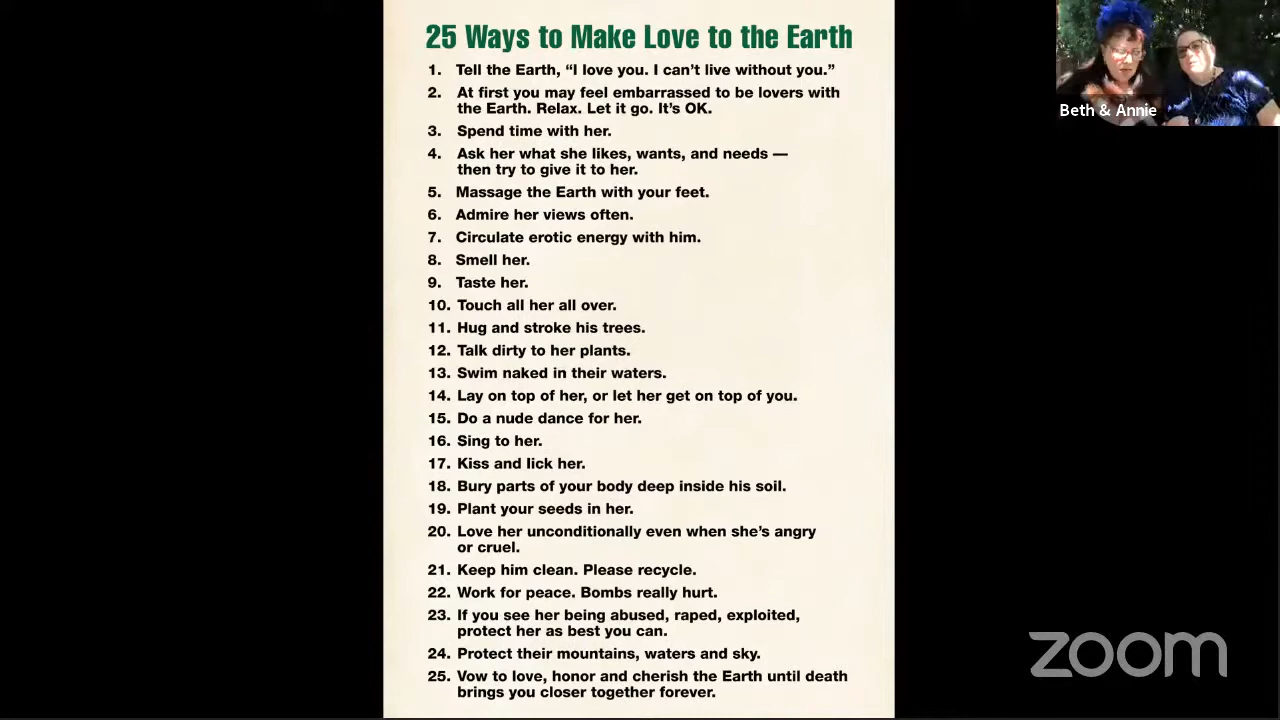 25 Ways to Make Love to the Earth
1. Tell the Earth, “I love you. I can’t live without you.”
2. At first you may feel embarrassed to be lovers with
the Earth. Relax. Let it go. It’s OK.
3. Spend time with her.
4. Ask her what she likes, wants, and needs —
then try to give it to her.
5. Massage the Earth with your feet.
6. Admire her views often.
7. Circulate erotic energy with him.
8. Smell her.
9. Taste her.
10. Touch all her all over.
11. Hug and stroke his trees.
12. Talk dirty to her plants.
13. Swim naked in their waters.
14. Lay on top of her, or let her get on top of you.
15. Do a nude dance for her.
16. Sing to her.
17. Kiss and lick her.
18. Bury parts of your body deep inside his soil.
19. Plant your seeds in her.
20. Love her unconditionally even when she’s angry
or cruel.
21. Keep him clean. Please recycle.
22. Work for peace. Bombs really hurt.
23. If you see her being abused, raped, exploited,
protect her as best you can.
24. Protect their mountains, waters and sky.
25. Vow to love, honor and cherish the Earth until death
brings you closer together forever.
Beth & Annie
zoom